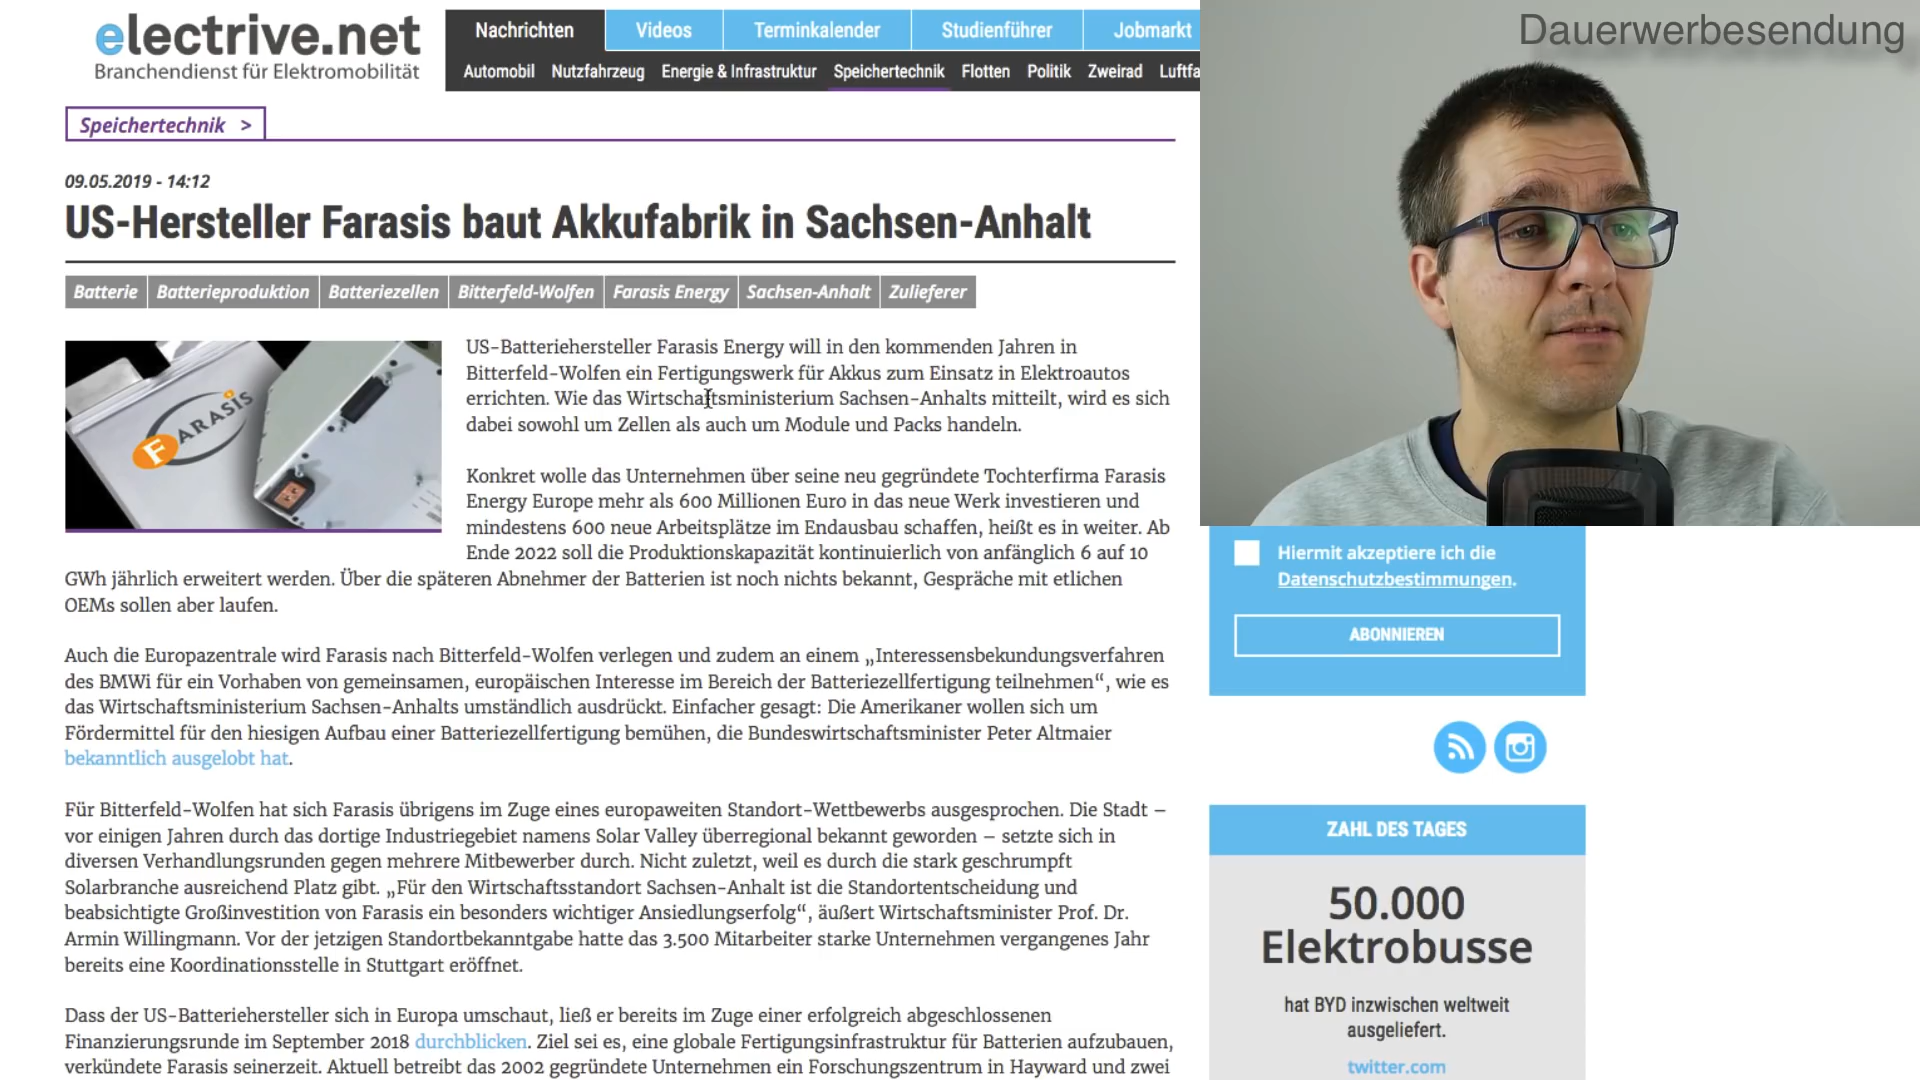 electrive.net
Branchendienst für Elektromobilität
Nachrichten
Videos
Terminkalender
Studienführer
Jobmarkt
Automobil
Nutzfahrzeug
Energie & Infrastruktur
Speichertechnik
Flotten
Politik
Zweirad
Luftfa
Dauerwerbesendung
Speichertechnik >
09.05.2019 - 14:12
US-Hersteller Farasis baut Akkufabrik in Sachsen-Anhalt
Batterie
Batterieproduktion
Batteriezellen
Bitterfeld-Wolfen
Farasis Energy
Sachsen-Anhalt
Zulieferer
FARASIS
US-Batteriehersteller Farasis Energy will in den kommenden Jahren in
Bitterfeld-Wolfen ein Fertigungswerk für Akkus zum Einsatz in Elektroautos
errichten. Wie das Wirtschaftsministerium Sachsen-Anhalts mitteilt, wird es sich
dabei sowohl um Zellen als auch um Module und Packs handeln.
Konkret wolle das Unternehmen über seine neu gegründete Tochterfirma Farasis
Energy Europe mehr als 600 Millionen Euro in das neue Werk investieren und
mindestens 600 neue Arbeitsplätze im Endausbau schaffen, heißt es in weiter. Ab
Ende 2022 soll die Produktionskapazität kontinuierlich von anfänglich 6 auf 10
GWh jährlich erweitert werden. Über die späteren Abnehmer der Batterien ist noch nichts bekannt, Gespräche mit etlichen
OEMs sollen aber laufen.
Auch die Europazentrale wird Farasis nach Bitterfeld-Wolfen verlegen und zudem an einem „Interessensbekundungsverfahren
des BMWi für ein Vorhaben von gemeinsamen, europäischen Interesse im Bereich der Batteriezellfertigung teilnehmen“, wie es
das Wirtschaftsministerium Sachsen-Anhalts umständlich ausdrückt. Einfacher gesagt: Die Amerikaner wollen sich um
Fördermittel für den hiesigen Aufbau einer Batteriezellfertigung bemühen, die Bundeswirtschaftsminister Peter Altmaier
bekanntlich ausgelobt hat.
Für Bitterfeld-Wolfen hat sich Farasis übrigens im Zuge eines europaweiten Standort-Wettbewerbs ausgesprochen. Die Stadt –
vor einigen Jahren durch das dortige Industriegebiet namens Solar Valley überregional bekannt geworden – setzte sich in
diversen Verhandlungsrunden gegen mehrere Mitbewerber durch. Nicht zuletzt, weil es durch die stark geschrumpft
Solarbranche ausreichend Platz gibt. „Für den Wirtschaftsstandort Sachsen-Anhalt ist die Standortentscheidung und
beabsichtigte Großinvestition von Farasis ein besonders wichtiger Ansiedlungserfolg“, äußert Wirtschaftsminister Prof. Dr.
Armin Willingmann. Vor der jetzigen Standortbekanntgabe hatte das 3.500 Mitarbeiter starke Unternehmen vergangenes Jahr
bereits eine Koordinationsstelle in Stuttgart eröffnet.
Dass der US-Batteriehersteller sich in Europa umschaut, ließ er bereits im Zuge einer erfolgreich abgeschlossenen
Finanzierungsrunde im September 2018 durchblicken. Ziel sei es, eine globale Fertigungsinfrastruktur für Batterien aufzubauen,
verkündete Farasis seinerzeit. Aktuell betreibt das 2002 gegründete Unternehmen ein Forschungszentrum in Hayward und zwei
Hiermit akzeptiere ich die
Datenschutzbestimmungen.
ABONNIEREN
ZAHL DES TAGES
50.000
Elektrobusse
hat BYD inzwischen weltweit
ausgeliefert.
twitter.com